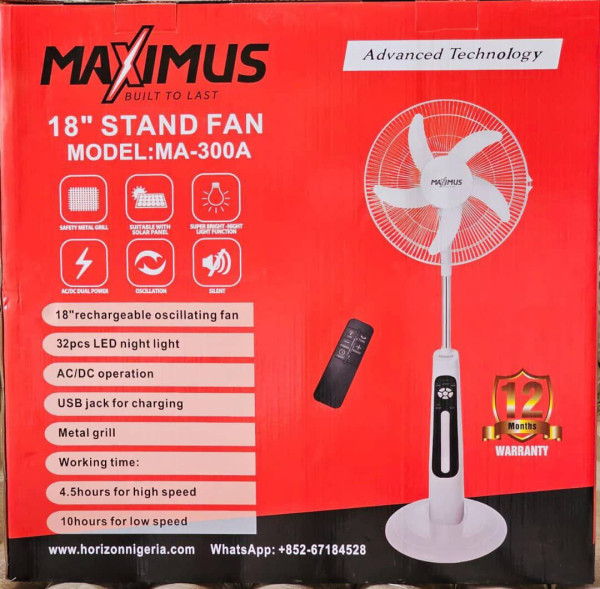 MAXIMUS
BUILT TO LAST
Advanced Technology
18" STAND FAN
MODEL:MA-300A
SAFETY METAL GRILL
SUITABLE WITH
SOLAR PANEL
SUPER BRIGHT -NIGHT
LIGHT FUNCTION
AC/DC DUAL POWER
OSCILLATION
SILENT
MAXIMUS
18"rechargeable oscillating fan
32pcs LED night light
AC/DC operation
USB jack for charging
Metal grill
Working time:
4.5hours for high speed
10hours for low speed
12
Months
WARRANTY
www.horizonnigeria.com WhatsApp: +852-67184528